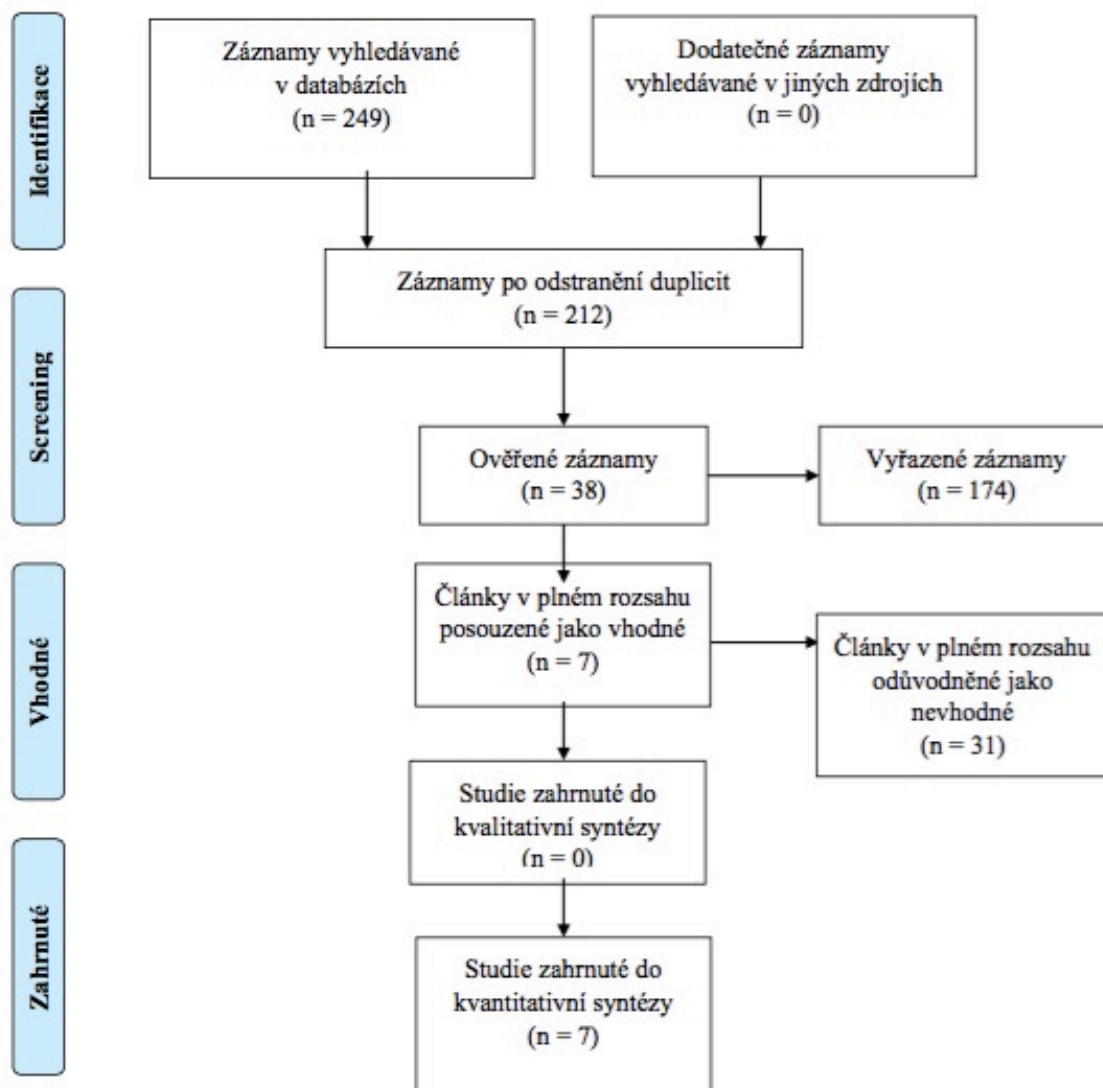 Identifikace
Záznamy vyhledávané
v databázích
(n = 249)
Dodatečné záznamy
vyhledávané v jiných zdrojích
(n = 0)
Záznamy po odstranění duplicit
(n = 212)
Screening
Ověřené záznamy
(n = 38)
Vyřazené záznamy
(n = 174)
Vhodné
Články v plném rozsahu
posouzené jako vhodné
(n = 7)
Články v plném rozsahu
odůvodněné jako
nevhodné
(n = 31)
Studie zahrnuté do
kvalitativní syntézy
(n = 0)
Zahrnuté
Studie zahrnuté do
kvantitativní syntézy
(n = 7)